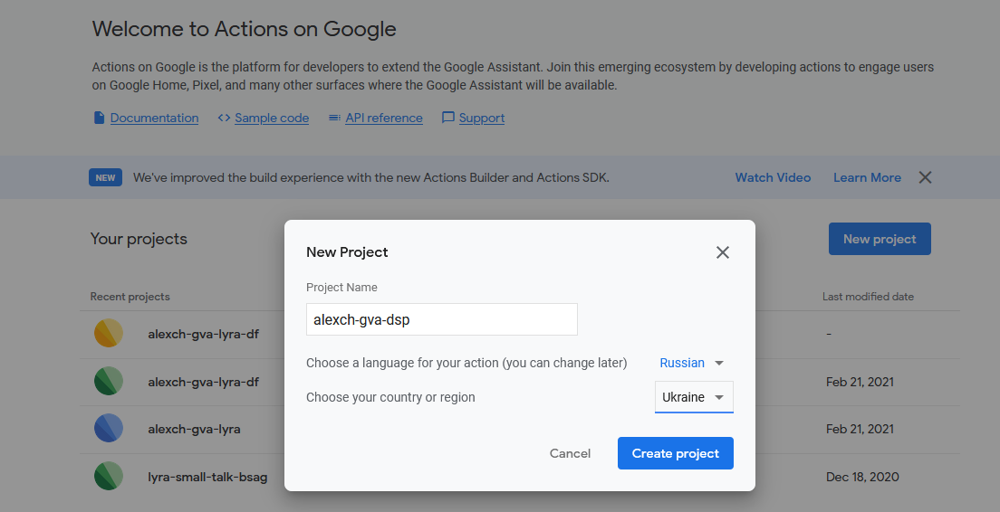 Welcome to Actions on Google
Actions on Google is the platform for developers to extend the Google Assistant. Join this emerging ecosystem by developing actions to engage users
on Google Home, Pixel, and many other surfaces where the Google Assistant will be available.
Documentation Sample code API reference Support
NEW We've improved the build experience with the new Actions Builder and Actions SDK. Watch Video Learn More
Your projects New project
Recent projects Last modified date
alexch-gva-lyra-df -
alexch-gva-lyra-df Feb 21, 2021
alexch-gva-lyra Feb 21, 2021
lyra-small-talk-bsag Dec 18, 2020
New Project
Project Name
alexch-gva-dsp
Choose a language for your action (you can change later) Russian
Choose your country or region Ukraine
Cancel Create project